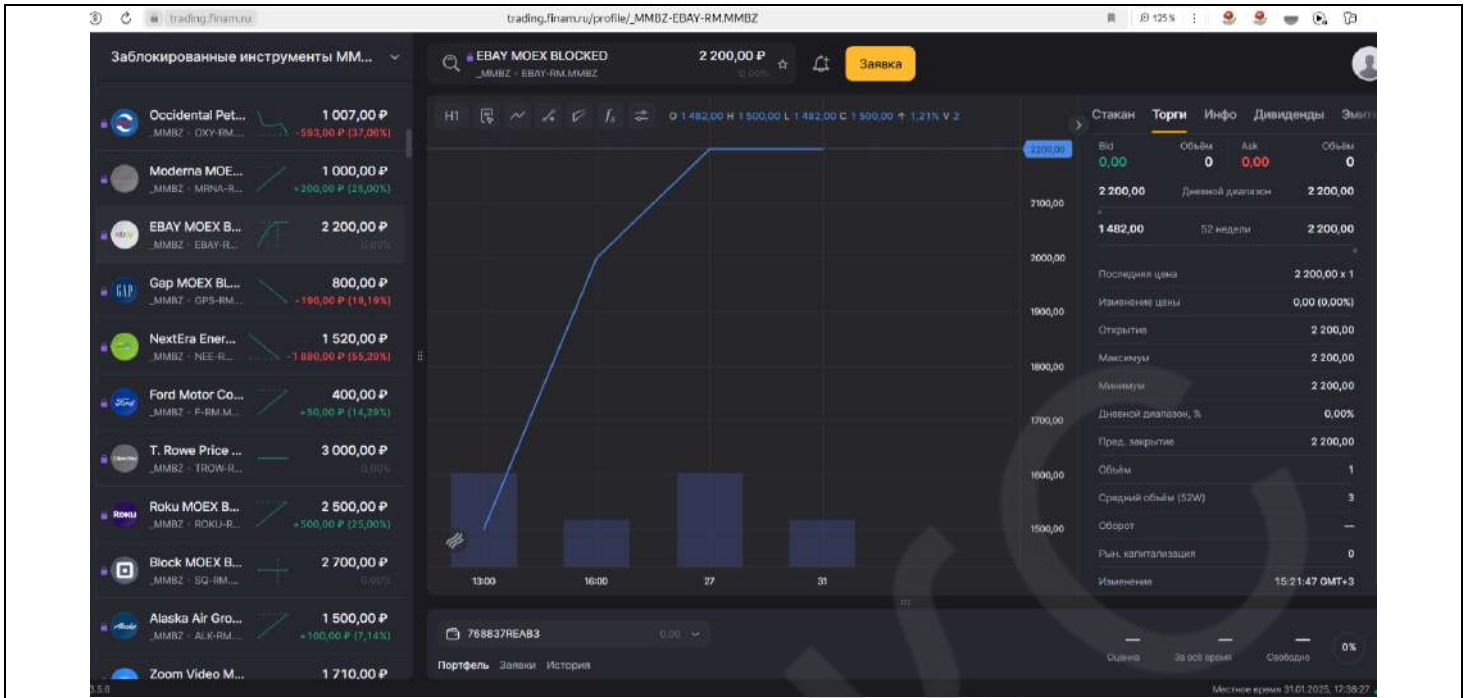 trading.finam.ru
trading.finam.ru/profile/_MMBZ-EBAY-RM.MMBZ
125 %
Заблокированные инструменты ММ...
EBAY MOEX BLOCKED
_MMBZ · EBAY-RM.MMBZ
2 200,00 ₽
0,00%
Заявка
Occidental Pet...
1 007,00 ₽
_MMBZ · OXY-RM....
-593,00 ₽ (37,06%)
Moderna MOE...
1 000,00 ₽
_MMBZ · MRNA-R...
+200,00 ₽ (25,00%)
EBAY MOEX B...
2 200,00 ₽
_MMBZ · EBAY-R...
0,00%
Gap MOEX BL...
800,00 ₽
_MMBZ · GPS-RM....
-190,00 ₽ (19,19%)
NextEra Ener...
1 520,00 ₽
_MMBZ · NEE-R...
-1 880,00 ₽ (55,29%)
Ford Motor Co...
400,00 ₽
_MMBZ · F-RM.M...
+50,00 ₽ (14,29%)
T. Rowe Price ...
3 000,00 ₽
_MMBZ · TROW-R...
0,00%
Roku MOEX B...
2 500,00 ₽
_MMBZ · ROKU-R...
+500,00 ₽ (25,00%)
Block MOEX B...
2 700,00 ₽
_MMBZ · SQ-RM....
0,00%
Alaska Air Gro...
1 500,00 ₽
_MMBZ · ALK-RM....
+100,00 ₽ (7,14%)
Zoom Video M...
1 710,00 ₽
3.5.0
H1
O 1 482,00 H 1 500,00 L 1 482,00 C 1 500,00 ↑ 1,21% V 2
2200,00
2100,00
2000,00
1900,00
1800,00
1700,00
1600,00
1500,00
13:00 16:00 27 31
Стакан Торги Инфо Дивиденды Эмит
Bid Объём Ask Объём
0,00 0 0,00 0
2 200,00 Дневной диапазон 2 200,00
1 482,00 52 недели 2 200,00
Последняя цена 2 200,00 x 1
Изменение цены 0,00 (0,00%)
Открытие 2 200,00
Максимум 2 200,00
Минимум 2 200,00
Дневной диапазон, % 0,00%
Пред. закрытие 2 200,00
Объём 1
Средний объём (52W) 3
Оборот —
Рын. капитализация 0
Изменение 15:21:47 GMT+3
768837REAB3 0,00
Портфель Заявки История
— — — 0%
Оценка За всё время Свободно
Местное время 31.01.2025, 17:38:27